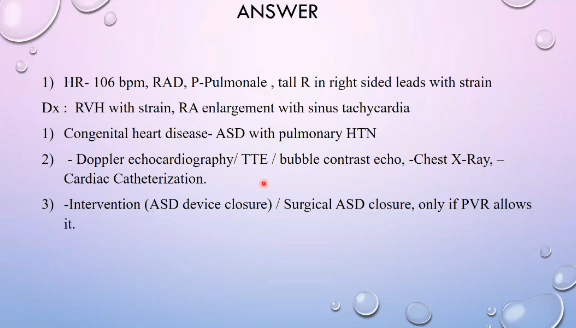 ANSWER
1) HR- 106 bpm, RAD, P-Pulmonale , tall R in right sided leads with strain
Dx : RVH with strain, RA enlargement with sinus tachycardia
1) Congenital heart disease- ASD with pulmonary HTN
2) - Doppler echocardiography/ TTE / bubble contrast echo, -Chest X-Ray, –
Cardiac Catheterization.
3) -Intervention (ASD device closure) / Surgical ASD closure, only if PVR allows
it.